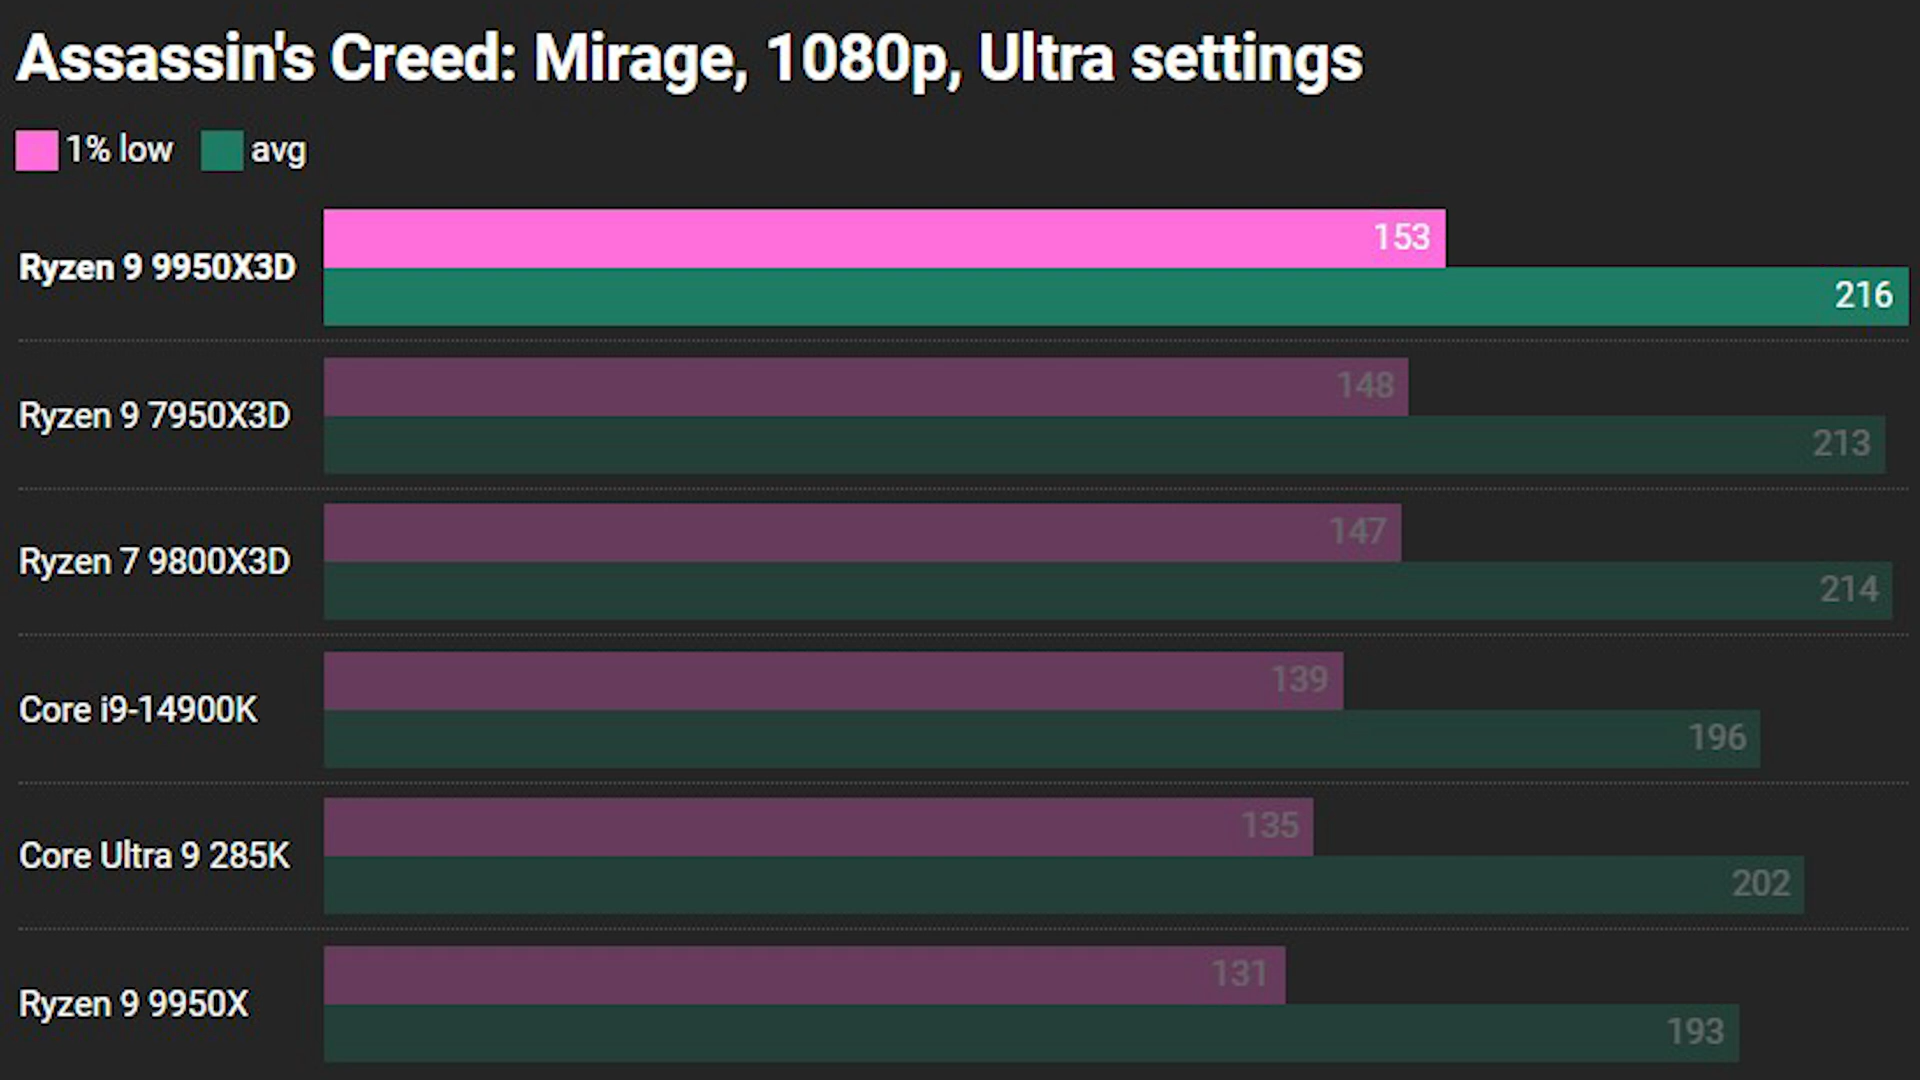 Assassin's Creed: Mirage, 1080p, Ultra settings
1% low avg
Ryzen 9 9950X3D 153 216
Ryzen 9 7950X3D 148 213
Ryzen 7 9800X3D 147 214
Core i9-14900K 139 196
Core Ultra 9 285K 135 202
Ryzen 9 9950X 131 193